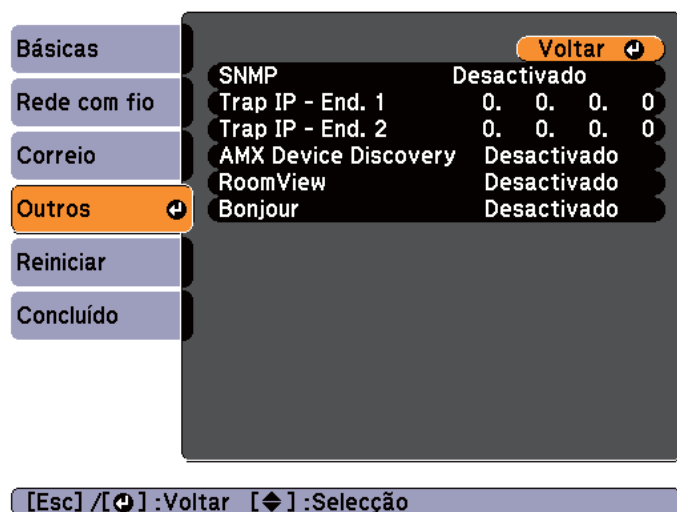 Básicas
Rede com fio
Correio
Outros
Reiniciar
Concluído
Voltar
SNMP Desactivado
Trap IP - End. 1 0. 0. 0. 0
Trap IP - End. 2 0. 0. 0. 0
AMX Device Discovery Desactivado
RoomView Desactivado
Bonjour Desactivado
[Esc] /[⏎] :Voltar [◆] :Selecção